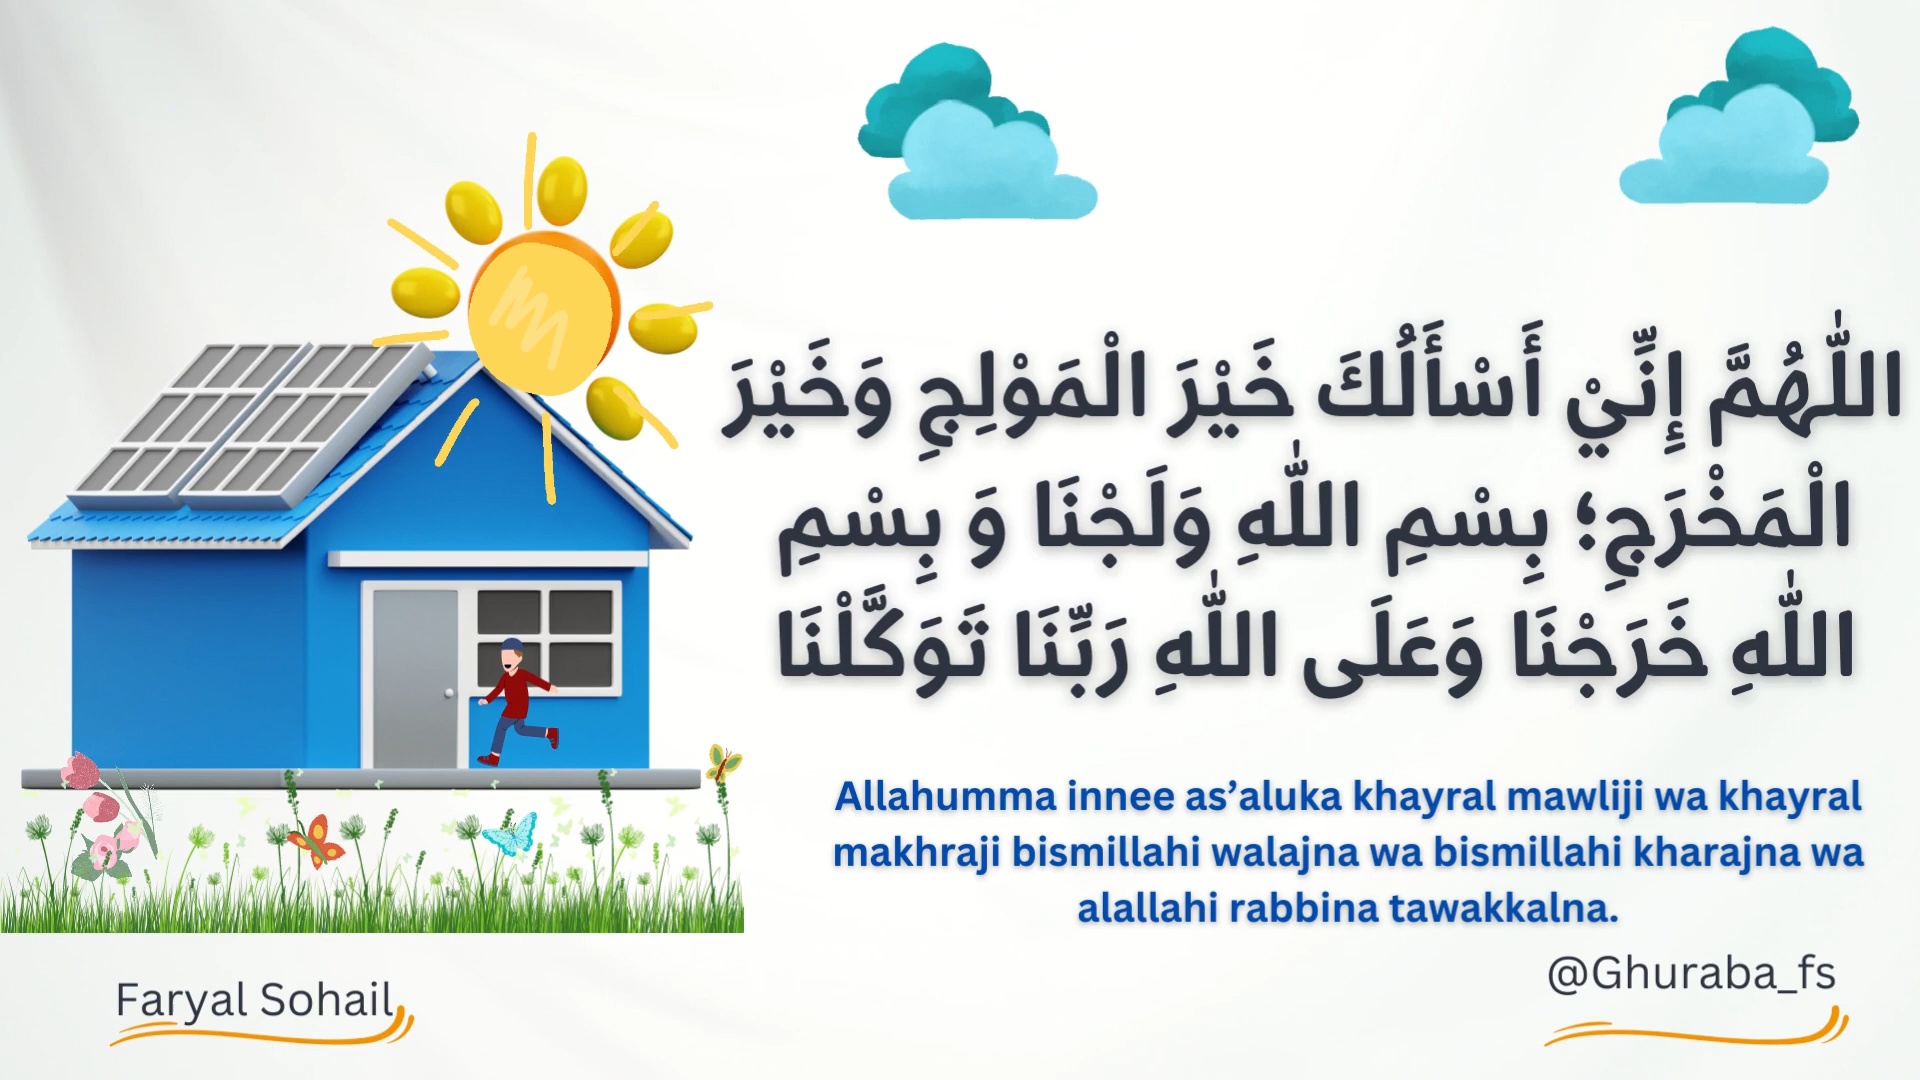 اللّٰهُمَّ إِنِّيْ أَسْأَلُكَ خَيْرَ الْمَوْلِجِ وَخَيْرَ
الْمَخْرَجِ؛ بِسْمِ اللّٰهِ وَلَجْنَا وَ بِسْمِ
اللّٰهِ خَرَجْنَا وَعَلَى اللّٰهِ رَبِّنَا تَوَكَّلْنَا
Allahumma innee as’aluka khayral mawliji wa khayral
makhraji bismillahi walajna wa bismillahi kharajna wa
alallahi rabbina tawakkalna.
@Ghuraba_fs
Faryal Sohail